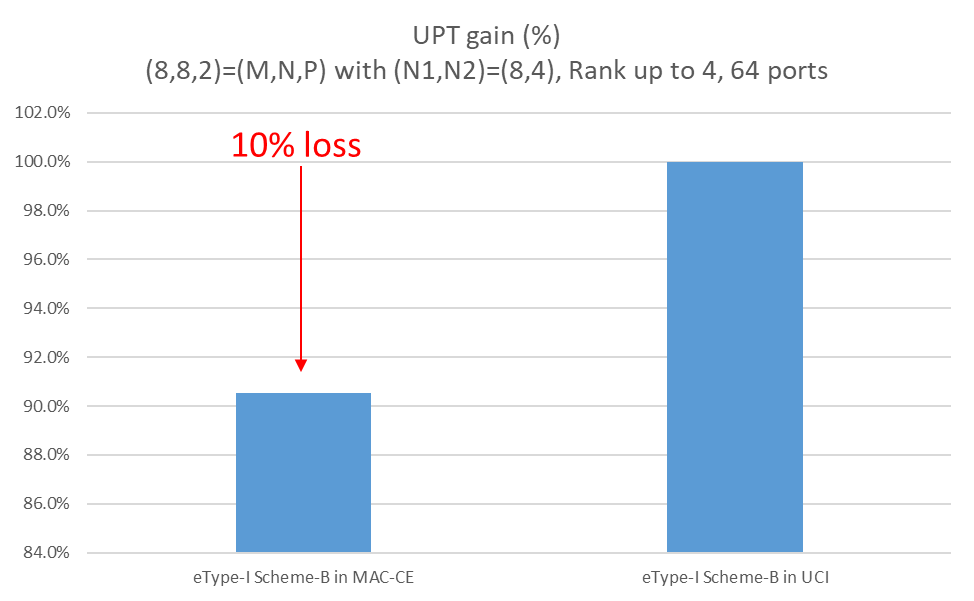 UPT gain (%)
(8,8,2)=(M,N,P) with (N1,N2)=(8,4), Rank up to 4, 64 ports
102.0%
10% loss
100.0%
98.0%
96.0%
94.0%
92.0%
90.0%
88.0%
86.0%
84.0%
eType-I Scheme-B in MAC-CE
eType-I Scheme-B in UCI